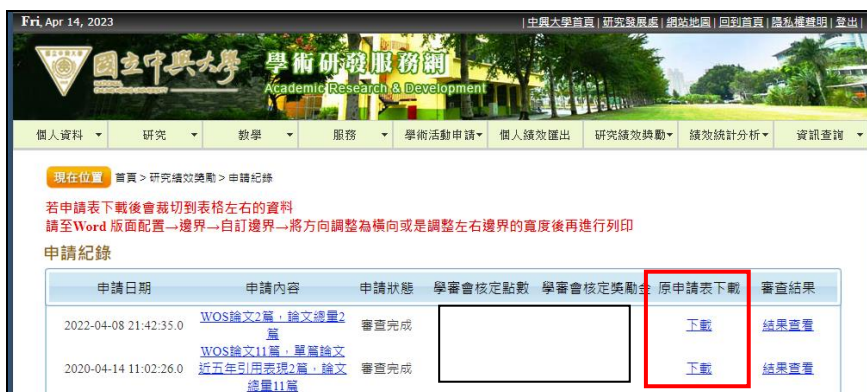 Fri, Apr 14, 2023 |中興大學首頁|研究發展處|網站地圖|回到首頁|隱私權聲明|登出|
國立中興大學 學術研發服務網
Academic Research & Development
個人資料 研究 教學 服務 學術活動申請 個人績效匯出 研究績效獎勵 績效統計分析 資訊查詢
現在位置 首頁 > 研究績效獎勵 > 申請紀錄
若申請表下載後會裁切到表格左右的資料
請至Word 版面配置→邊界→自訂邊界→將方向調整為橫向或是調整左右邊界的寬度後再進行列印
申請紀錄
申請日期 申請內容 申請狀態 學審會核定點數 學審會核定獎勵金 原申請表下載 審查結果
2022-04-08 21:42:35.0 WOS論文2篇，論文總量2篇 審查完成 下載 結果查看
2020-04-14 11:02:26.0 WOS論文11篇，單篇論文近五年引用表現2篇，論文總量11篇 審查完成 下載 結果查看